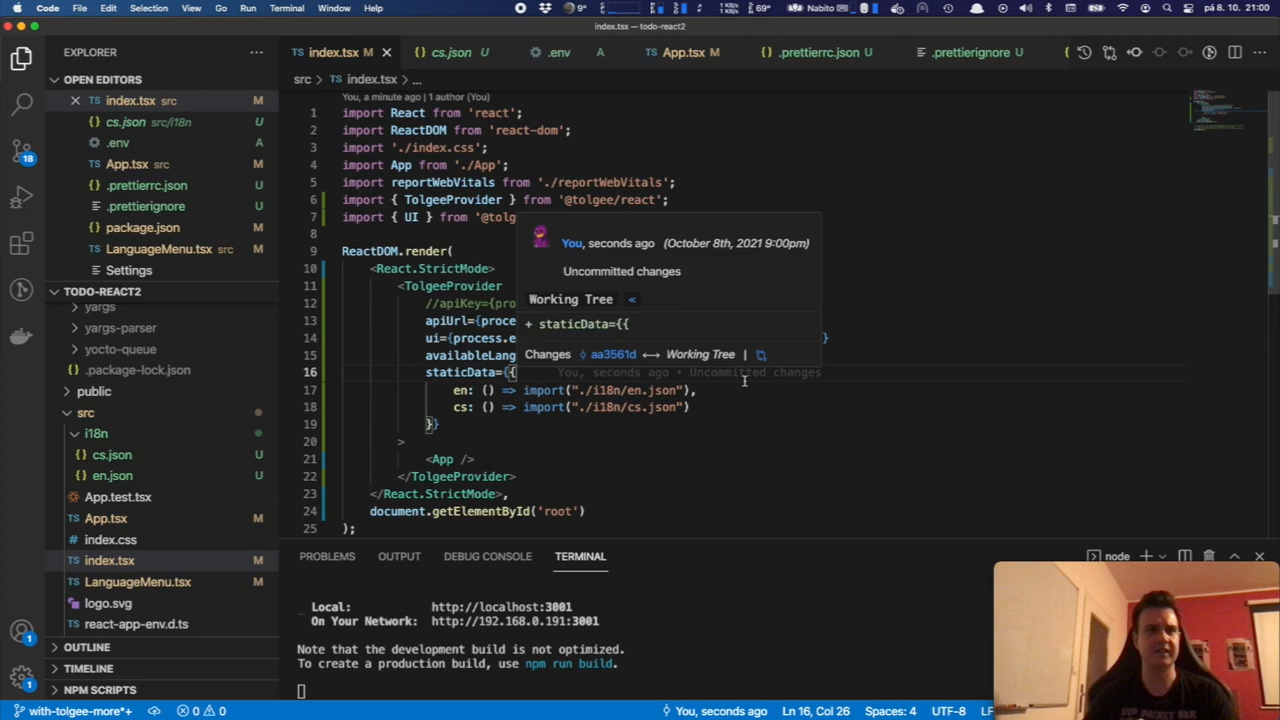 Code File Edit Selection View Go Run Terminal Window Help 9° 69° Nabito pá 8. 10. 21:00
index.tsx — todo-react2
EXPLORER
index.tsx M
cs.json U
.env A
App.tsx M
.prettierrc.json U
.prettierignore U
OPEN EDITORS
index.tsx src M
cs.json src/i18n U
.env A
App.tsx src M
.prettierrc.json U
.prettierignore U
package.json M
LanguageMenu.tsx src M
Settings
TODO-REACT2
yargs
yargs-parser
yocto-queue
.package-lock.json
public
src
i18n
cs.json U
en.json U
App.test.tsx
App.tsx M
index.css
index.tsx M
LanguageMenu.tsx M
logo.svg
react-app-env.d.ts
OUTLINE
TIMELINE
NPM SCRIPTS
src > index.tsx > ...
You, a minute ago | 1 author (You)
1 import React from 'react';
2 import ReactDOM from 'react-dom';
3 import './index.css';
4 import App from './App';
5 import reportWebVitals from './reportWebVitals';
6 import { TolgeeProvider } from '@tolgee/react';
7 import { UI } from '@tolg
8
9 ReactDOM.render(
10 <React.StrictMode>
11 <TolgeeProvider
12 //apiKey={pro
13 apiUrl={proce
14 ui={process.e }
15 availableLang
16 staticData={{ You, seconds ago • Uncommitted changes
17 en: () => import("./i18n/en.json"),
18 cs: () => import("./i18n/cs.json")
19 }}
20 >
21 <App />
22 </TolgeeProvider>
23 </React.StrictMode>,
24 document.getElementById('root')
25 );
You, seconds ago (October 8th, 2021 9:00pm)
Uncommitted changes
Working Tree «
+ staticData={{
Changes aa3561d ⟷ Working Tree |
PROBLEMS OUTPUT DEBUG CONSOLE TERMINAL
node
Local: http://localhost:3001
On Your Network: http://192.168.0.191:3001
Note that the development build is not optimized.
To create a production build, use npm run build.
18
1
1
with-tolgee-more*+ 0 0 You, seconds ago Ln 16, Col 26 Spaces: 4 UTF-8 LF